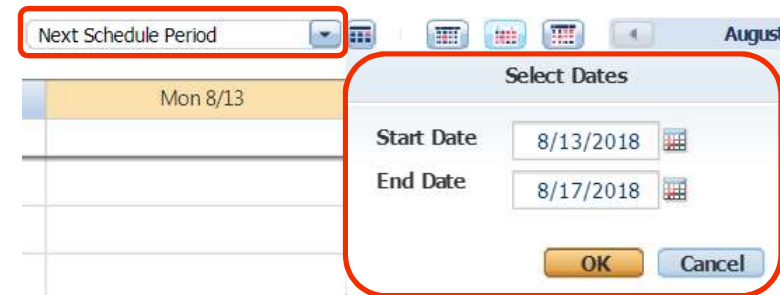 Next Schedule Period
August
Mon 8/13
Select Dates
Start Date 8/13/2018
End Date 8/17/2018
OK Cancel